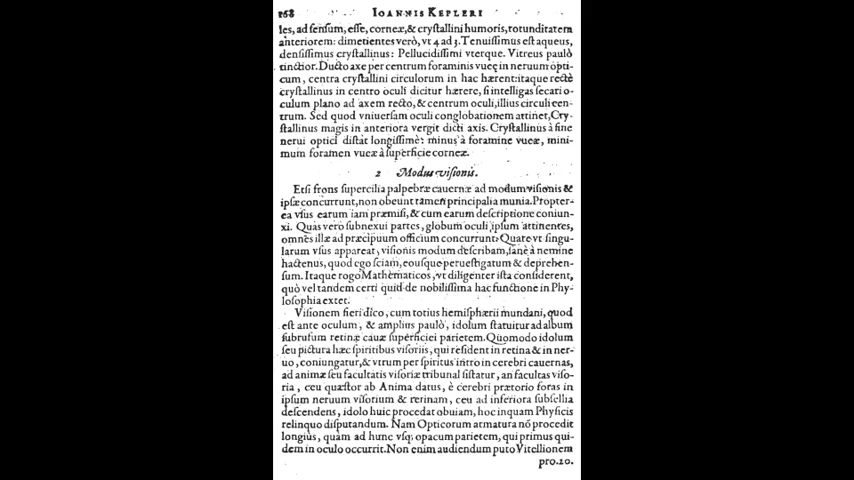 168 IOANNIS KEPLERI
les, ad sensum, esse, corneæ, & crystallini humoris, rotunditatem
anteriorem: dimetientes verò, vt 4 ad 3. Tenuissimus est aqueus,
densissimus crystallinus: Pellucidissimi vterque. Vitreus paulò
tinctior. Ducto axe per centrum foraminis vueæ in neruum opti-
cum, centra crystallini circulorum in hac hærent: itaque rectè
crystallinus in centro oculi dicitur hærere, si intelligas secari o-
culum plano ad axem recto, & centrum oculi, illius circuli cen-
trum. Sed quod vniuersam oculi conglobationem attinet, Cry-
stallinus magis in anteriora vergit dicti axis. Crystallinus à sine
nerui optici distat longissimè: minus à foramine vueæ, mini-
mum foramen vueæ à superficie corneæ.
2 Modus visionis.
Etsi frons supercilia palpebræ cauernæ ad modum visionis &
ipsæ concurrunt, non obeunt tamen principalia munia. Propter-
ea vsus earum iam præmisi, & cum earum descriptione coniun-
xi. Quas vero subnexui partes, globum oculi ipsum attinentes,
omnes illæ ad præcipuum officium concurrunt: Quare vt singu-
larum vsus appareat, visionis modum describam, sanè à nemine
hactenus, quod ego sciam, eousque peruestigatum & deprehen-
sum. Itaque rogo Mathematicos, vt diligenter ista considerent,
quò vel tandem certi quid de nobilissima hac functione in Phy-
losophia extet.
Visionem fieri dico, cum totius hemisphærii mundani, quod
est ante oculum, & amplius paulò, idolum statuitur ad album
subrufum retinæ cauæ superficiei parietem. Quomodo idolum
seu pictura hæc spiritibus visoriis, qui resident in retina & in ner-
uo, coniungatur, & vtrum per spiritus intro in cerebri cauernas,
ad animæ seu facultatis visoriæ tribunal sistatur, an facultas viso-
ria, ceu quæstor ab Anima datus, è cerebri prætorio foras in
ipsum neruum visorium & retinam, ceu ad inferiora subsellia
descendens, idolo huic procedat obuiam, hoc inquam Physicis
relinquo disputandum. Nam Opticorum armatura nō procedit
longius, quàm ad hunc vsq; opacum parietem, qui primus qui-
dem in oculo occurrit. Non enim audiendum puto Vitellionem
pro. 20.